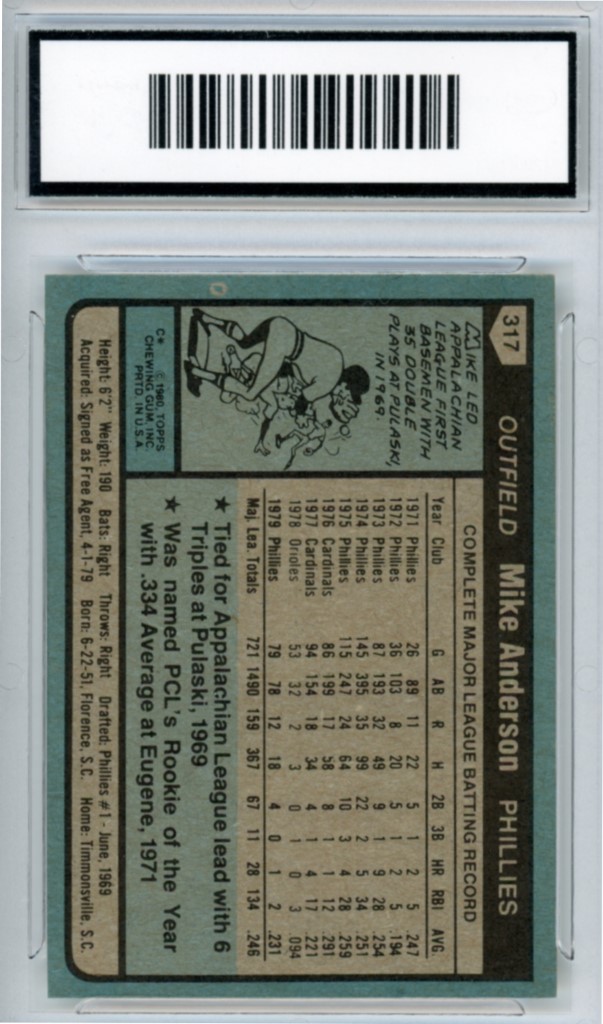 317 OUTFIELD Mike Anderson PHILLIES
MIKE LED
APPALACHIAN
LEAGUE FIRST
BASEMEN WITH
35 DOUBLE
PLAYS AT PULASKI,
IN 1969.
C* © 1980, TOPPS
CHEWING GUM, INC.
PRTD. IN U.S.A.
COMPLETE MAJOR LEAGUE BATTING RECORD
Year Club G AB R H 2B 3B HR RBI AVG
1971 Phillies 26 89 11 22 5 1 2 5 .247
1972 Phillies 36 103 8 20 5 1 2 5 .194
1973 Phillies 87 193 32 49 9 1 9 28 .254
1974 Phillies 145 395 35 99 22 2 5 34 .251
1975 Phillies 115 247 24 64 10 3 4 28 .259
1976 Cardinals 86 199 17 58 8 1 1 12 .291
1977 Cardinals 94 154 18 34 4 1 4 17 .221
1978 Orioles 53 32 2 3 0 1 0 3 .094
1979 Phillies 79 78 12 18 4 0 1 2 .231
Maj. Lea. Totals 721 1490 159 367 67 11 28 134 .246
★ Tied for Appalachian League lead with 6
Triples at Pulaski, 1969
★ Was named PCL's Rookie of the Year
with .334 Average at Eugene, 1971
Height: 6'2" Weight: 190 Bats: Right Throws: Right Drafted: Phillies #1 - June, 1969
Acquired: Signed as Free Agent, 4-1-79 Born: 6-22-51, Florence, S.C. Home: Timmonsville, S.C.